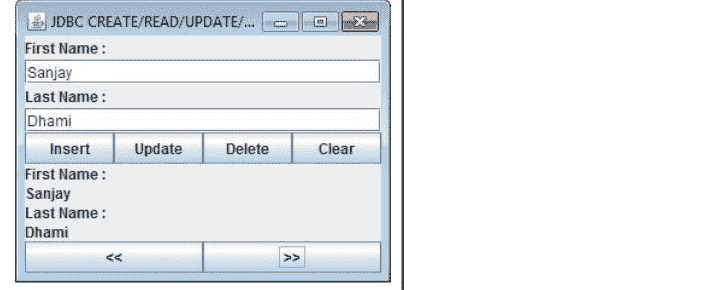 JDBC CREATE/READ/UPDATE/...
First Name :
Sanjay
Last Name :
Dhami
Insert Update Delete Clear
First Name :
Sanjay
Last Name :
Dhami
<< >>